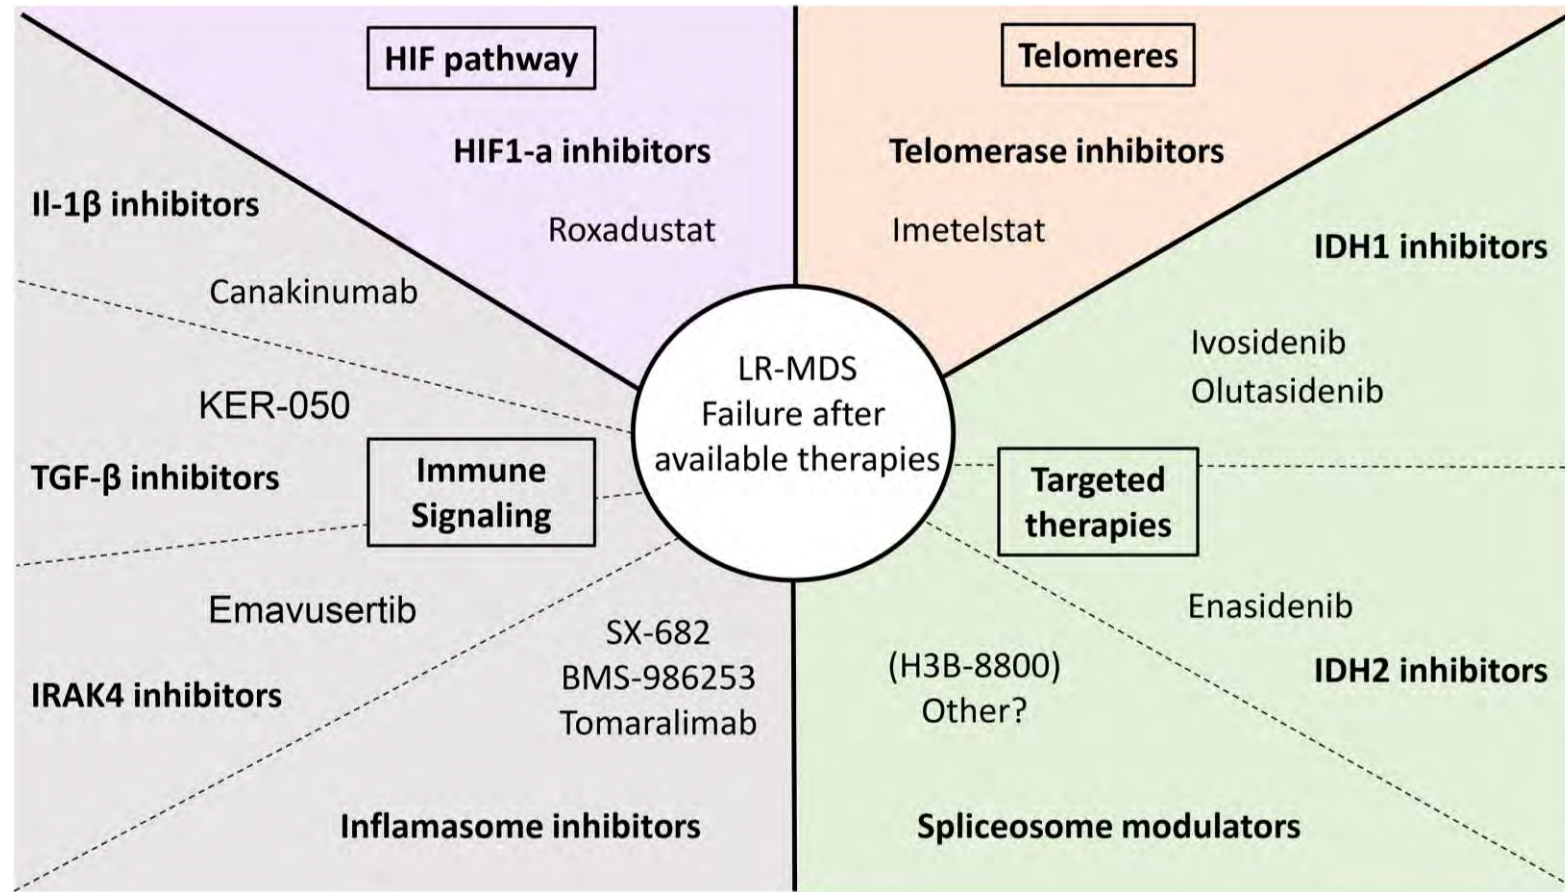 HIF pathway
HIF1-a inhibitors
Roxadustat
Telomeres
Telomerase inhibitors
Imetelstat
Il-1β inhibitors
Canakinumab
KER-050
TGF-β inhibitors
Immune
Signaling
Emavusertib
IRAK4 inhibitors
SX-682
BMS-986253
Tomaralimab
Inflamasome inhibitors
LR-MDS
Failure after
available therapies
IDH1 inhibitors
Ivosidenib
Olutasidenib
Targeted
therapies
Enasidenib
IDH2 inhibitors
(H3B-8800)
Other?
Spliceosome modulators